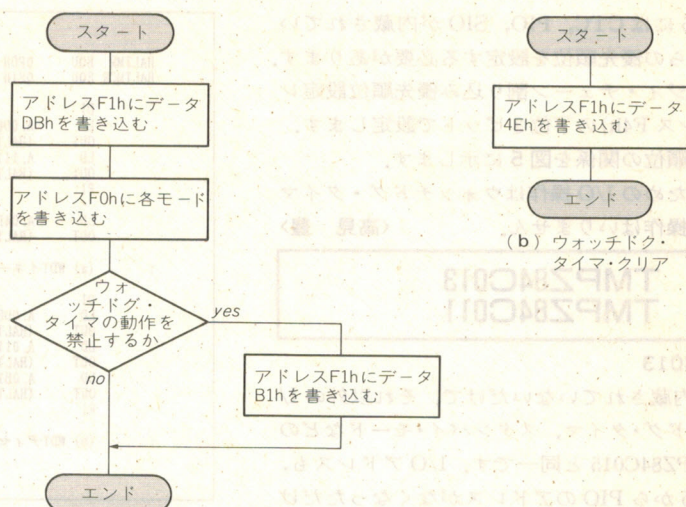 スタート
アドレスF1hにデータ
DBhを書き込む
アドレスF0hに各モード
を書き込む
ウォ
ッチドグ・
タイマの動作を
禁止するか
yes
no
アドレスF1hにデータ
B1hを書き込む
エンド
スタート
アドレスF1hにデータ
4Ehを書き込む
エンド
(b) ウォッチドク・
タイマ・クリア